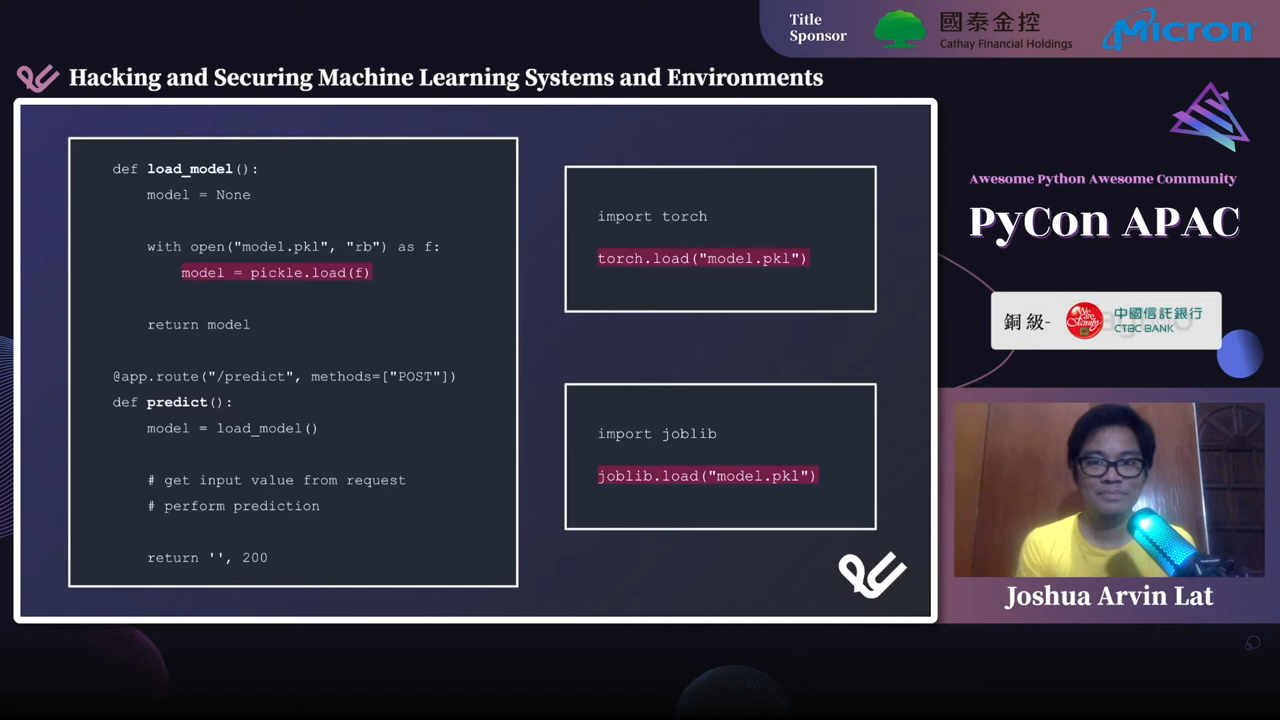 Title
Sponsor
國泰金控
Cathay Financial Holdings
Micron
Hacking and Securing Machine Learning Systems and Environments
def load_model():
model = None
with open("model.pkl", "rb") as f:
model = pickle.load(f)
return model
@app.route("/predict", methods=["POST"])
def predict():
model = load_model()
# get input value from request
# perform prediction
return '', 200
import torch
torch.load("model.pkl")
import joblib
joblib.load("model.pkl")
Awesome Python Awesome Community
PyCon APAC
銅級-
We are Family
中國信託銀行
CTBC BANK
Joshua Arvin Lat